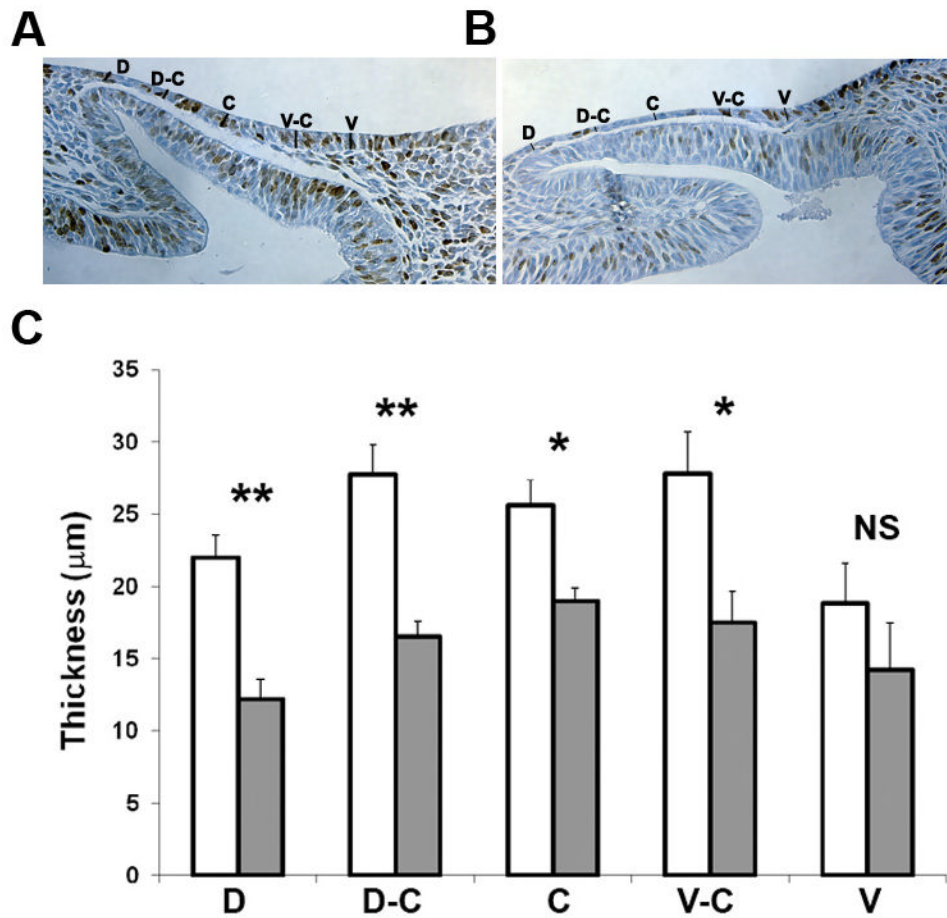 A
B
D
D-C
C
V-C
V
D
D-C
C
V-C
V
C
Thickness (μm)
35
30
25
20
15
10
5
0
**
**
*
*
NS
D
D-C
C
V-C
V